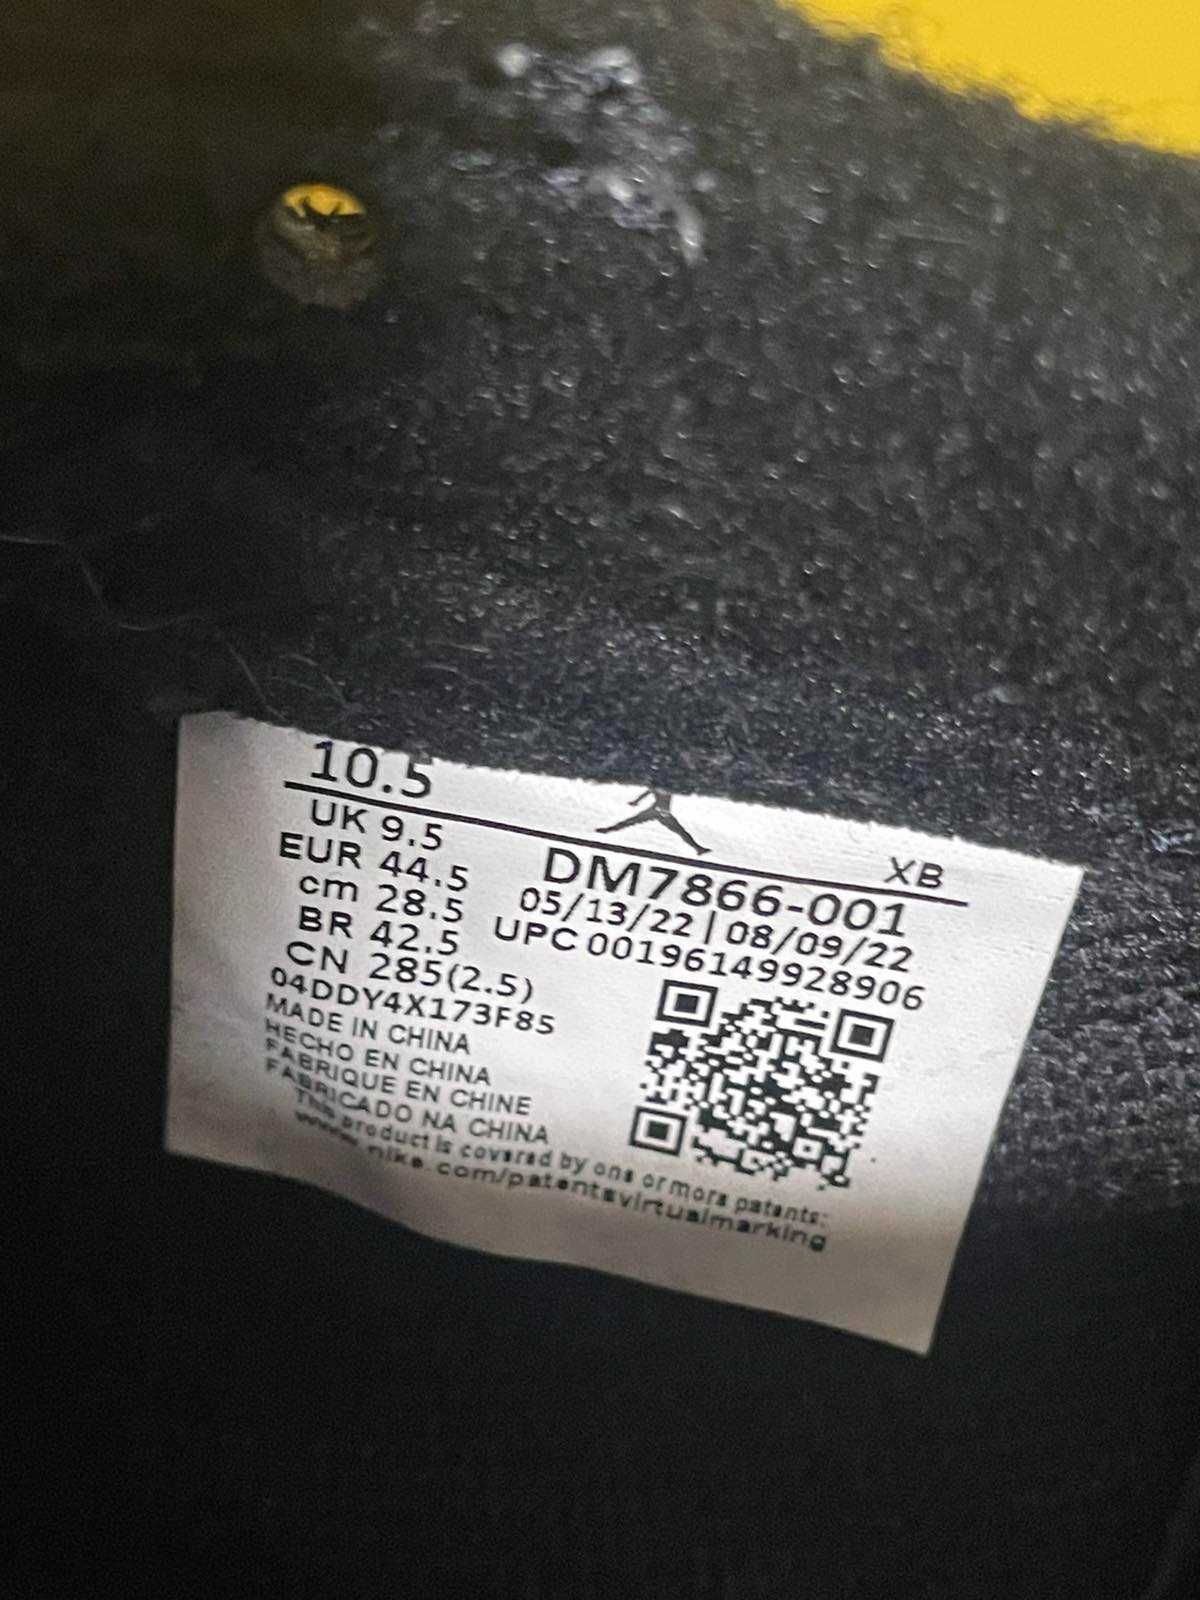 10.5
XB
UK 9.5
EUR 44.5
cm 28.5
BR 42.5
CN 285(2.5)
04DDY4X173F85
MADE IN CHINA
HECHO EN CHINA
FABRIQUE EN CHINE
FABRICADO NA CHINA
DM7866-001
05/13/22 | 08/09/22
UPC 00196149928906
This product is covered by one or more patents:
www.nike.com/patentsvirtualmarking